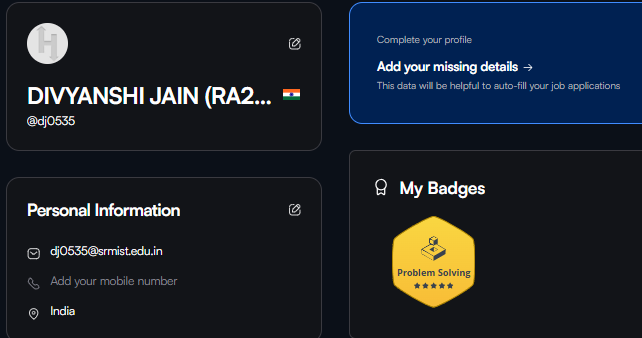 DIVYANSHI JAIN (RA2...
@dj0535
Complete your profile
Add your missing details →
This data will be helpful to auto-fill your job applications
Personal Information
dj0535@srmist.edu.in
Add your mobile number
India
My Badges
Problem Solving